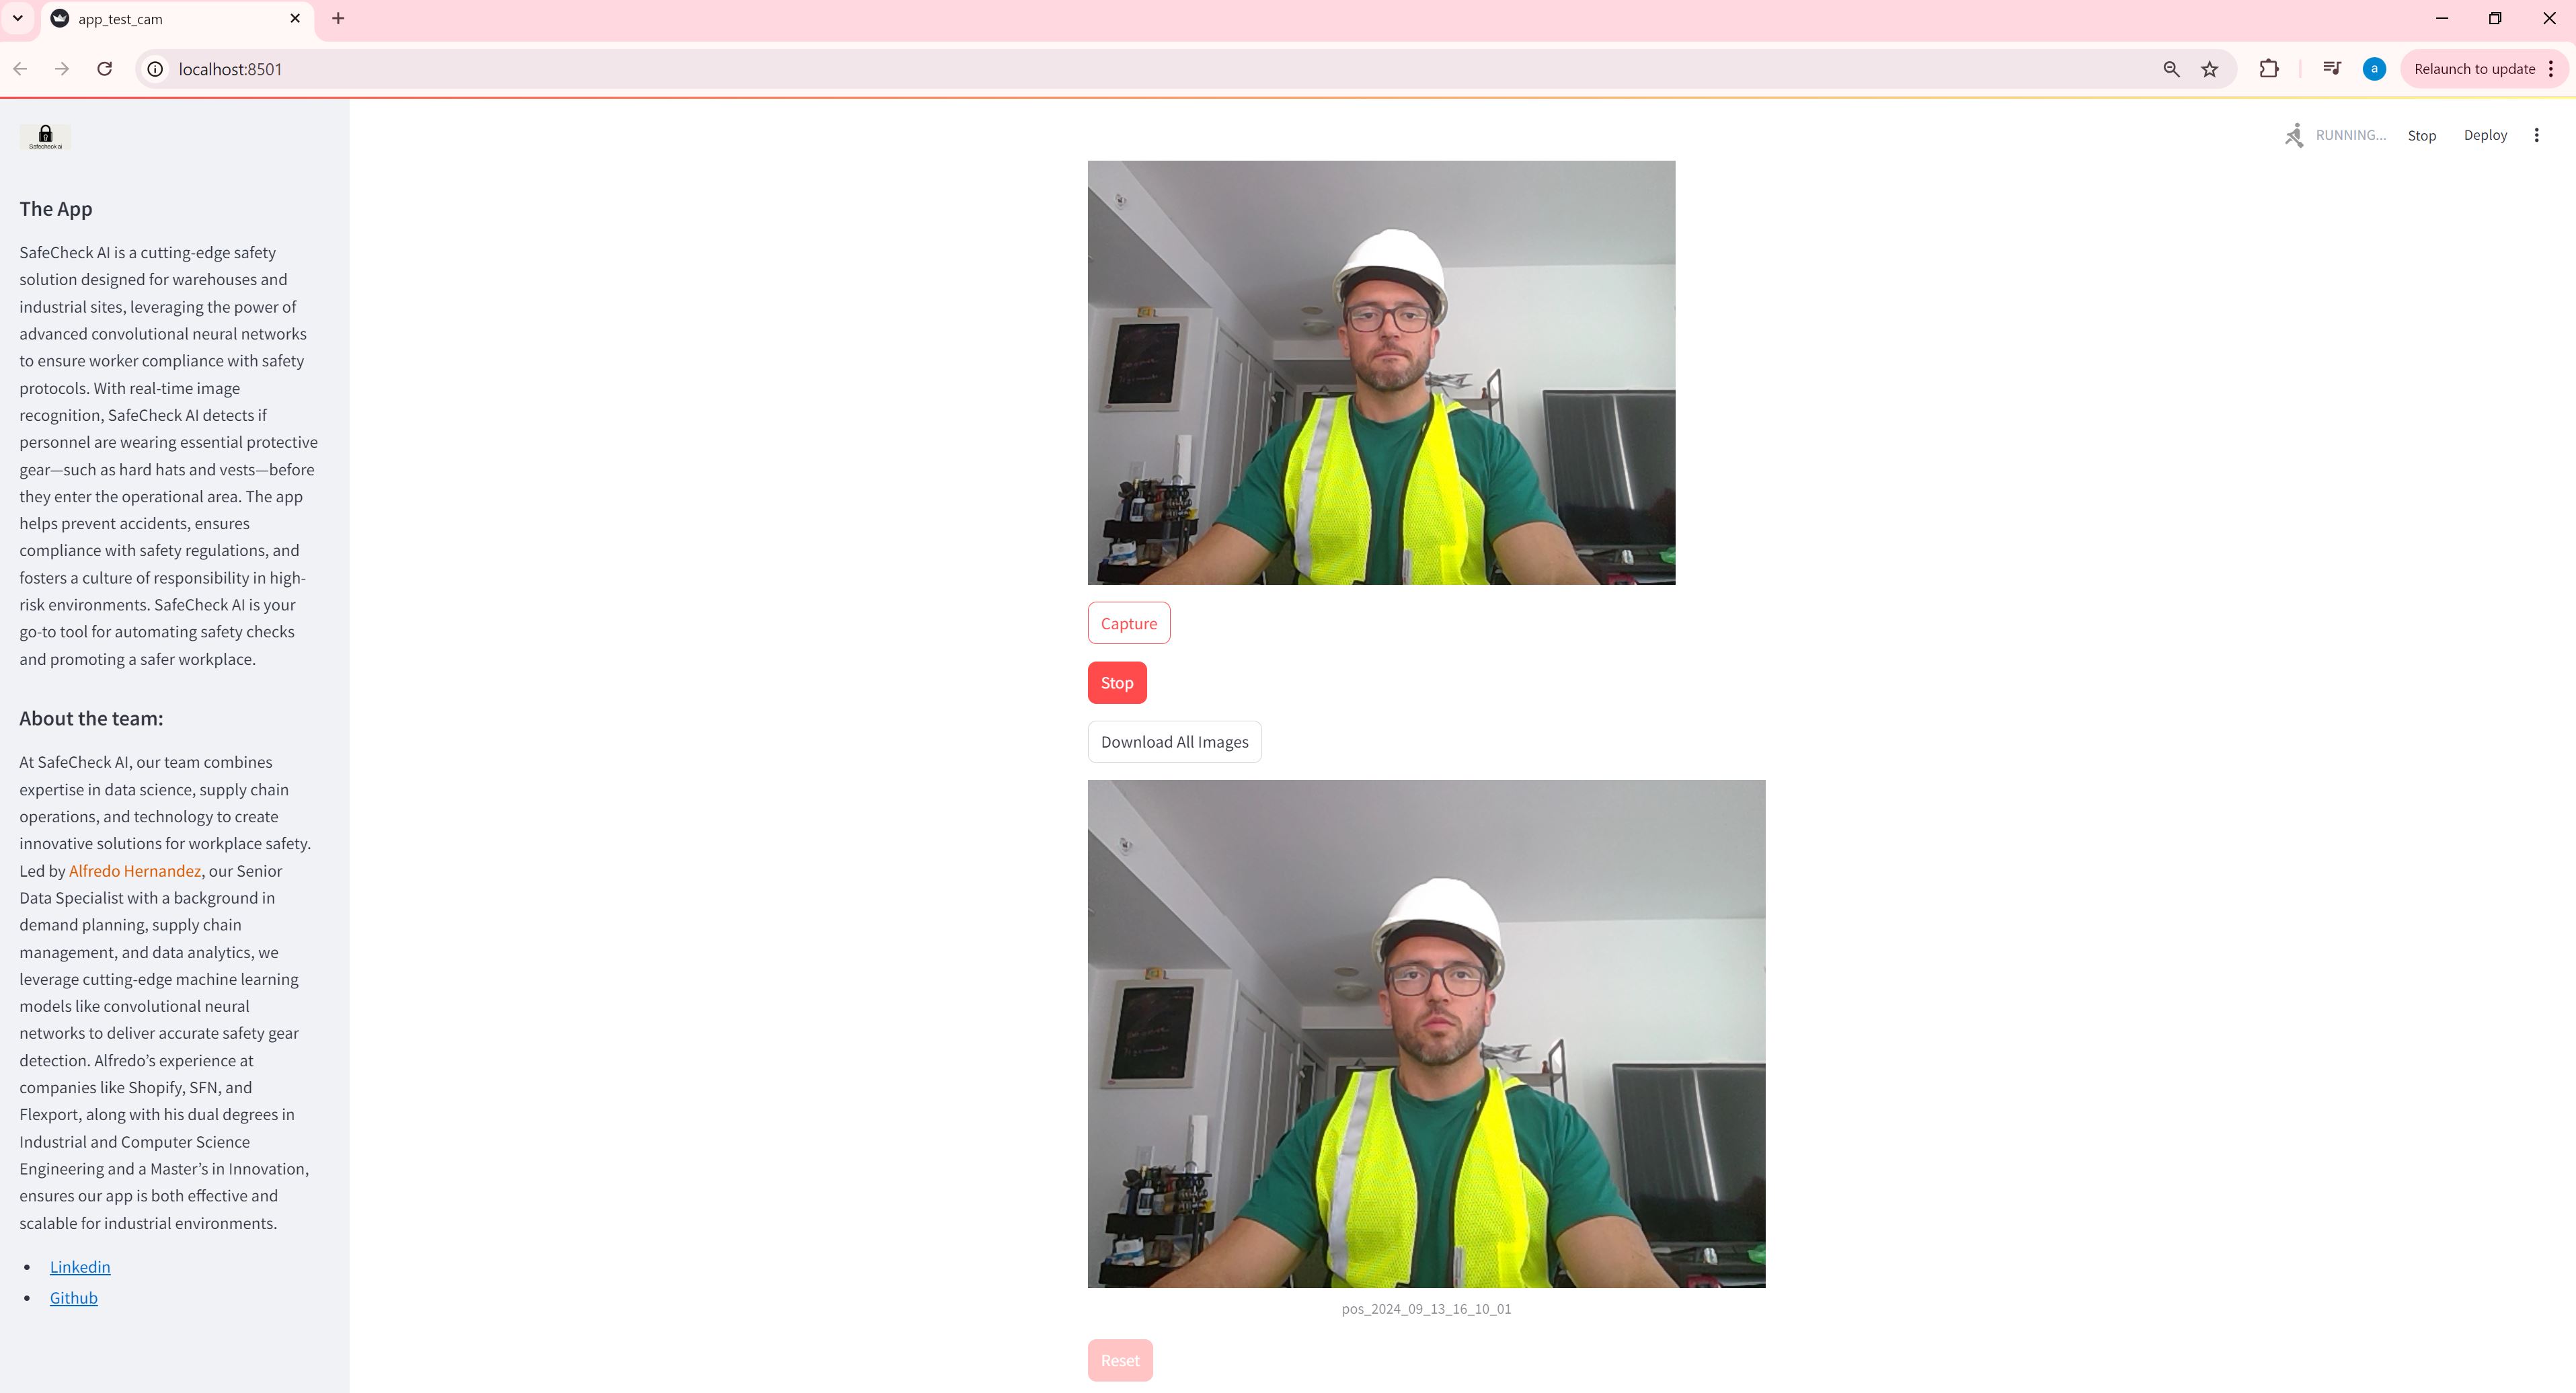 app_test_cam
localhost:8501
a
Relaunch to update
Safecheck ai
RUNNING...
Stop
Deploy
The App
SafeCheck AI is a cutting-edge safety
solution designed for warehouses and
industrial sites, leveraging the power of
advanced convolutional neural networks
to ensure worker compliance with safety
protocols. With real-time image
recognition, SafeCheck AI detects if
personnel are wearing essential protective
gear—such as hard hats and vests—before
they enter the operational area. The app
helps prevent accidents, ensures
compliance with safety regulations, and
fosters a culture of responsibility in high-
risk environments. SafeCheck AI is your
go-to tool for automating safety checks
and promoting a safer workplace.
About the team:
At SafeCheck AI, our team combines
expertise in data science, supply chain
operations, and technology to create
innovative solutions for workplace safety.
Led by Alfredo Hernandez, our Senior
Data Specialist with a background in
demand planning, supply chain
management, and data analytics, we
leverage cutting-edge machine learning
models like convolutional neural
networks to deliver accurate safety gear
detection. Alfredo’s experience at
companies like Shopify, SFN, and
Flexport, along with his dual degrees in
Industrial and Computer Science
Engineering and a Master’s in Innovation,
ensures our app is both effective and
scalable for industrial environments.
Linkedin
Github
Capture
Stop
Download All Images
pos_2024_09_13_16_10_01
Reset